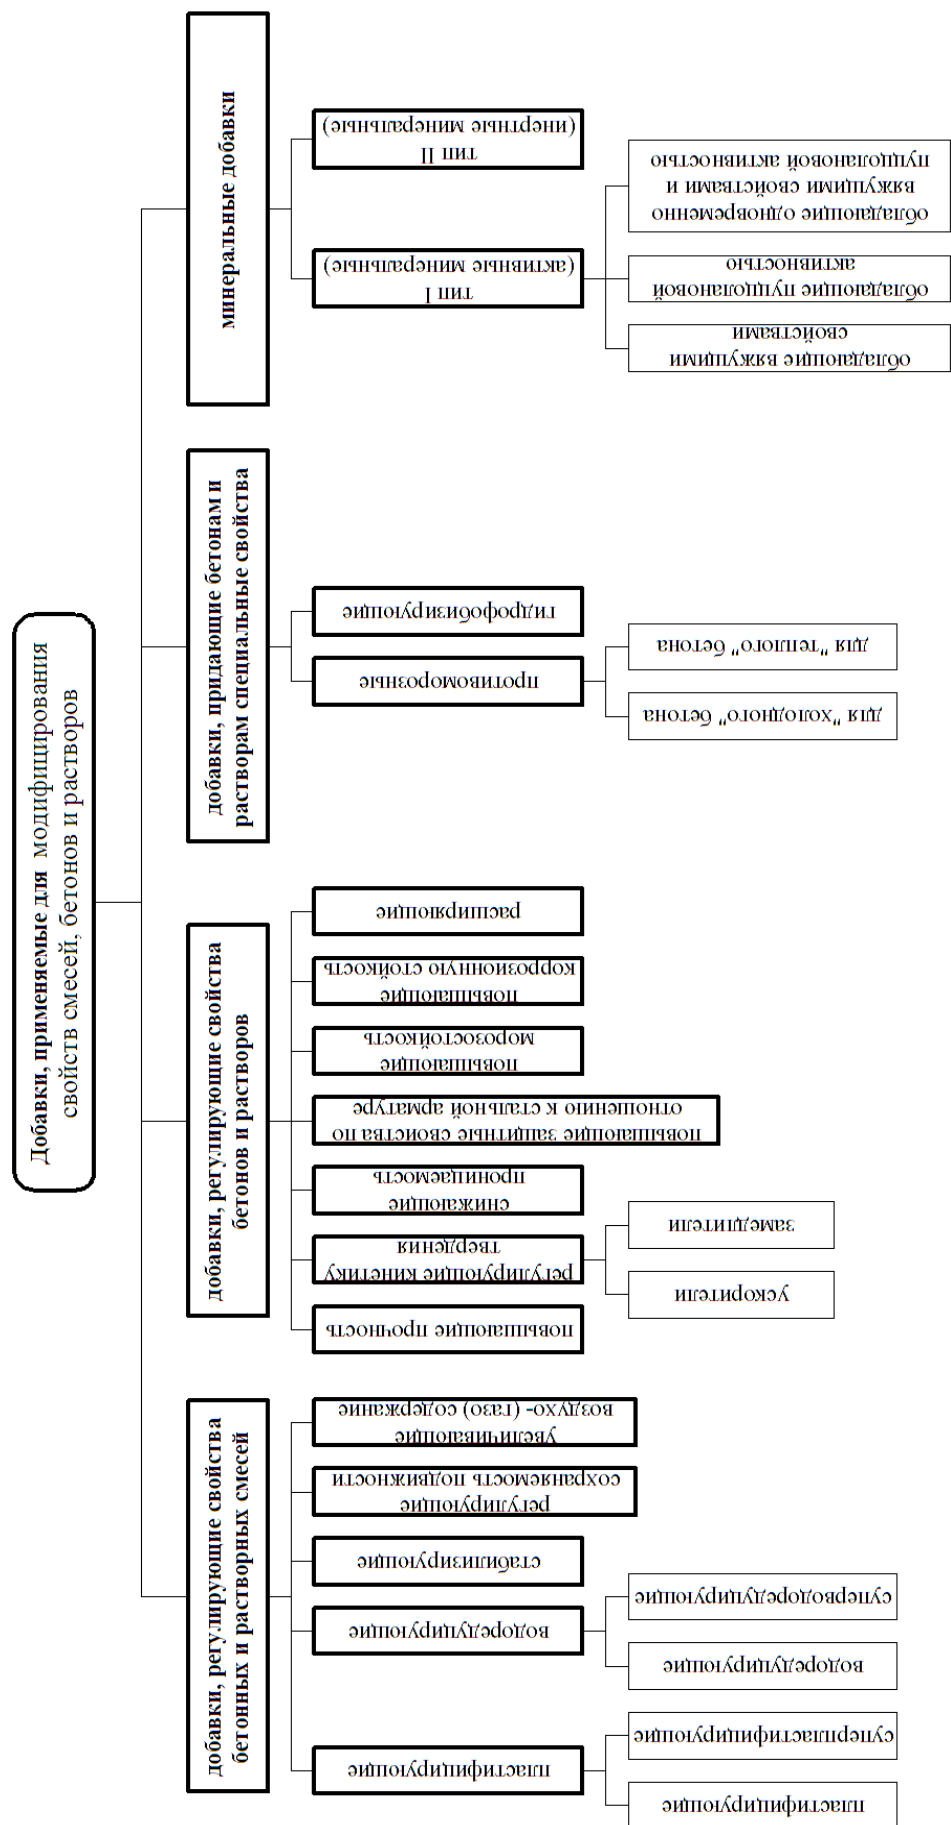 Добавки, применяемые для модифицирования
свойств смесей, бетонов и растворов
добавки, регулирующие свойства
бетонных и растворных смесей
пластифицирующие
пластифицирующие
суперпластифицирующие
водоредуцирующие
водоредуцирующие
суперводоредуцирующие
стабилизирующие
регулирующие
сохраняемость подвижности
увеличивающие
воздухо- (газо) содержание
добавки, регулирующие свойства
бетонов и растворов
повышающие прочность
регулирующие кинетику
твердения
ускорители
замедлители
снижающие
проницаемость
повышающие защитные свойства по
отношению к стальной арматуре
повышающие
морозостойкость
повышающие
коррозионную стойкость
расширяющие
добавки, придающие бетонам и
растворам специальные свойства
противоморозные
для "холодного" бетона
для "теплого" бетона
гидрофобизирующие
минеральные добавки
тип I
(активные минеральные)
обладающие вяжущими
свойствами
обладающие пуццолановой
активностью
обладающие одновременно
вяжущими свойствами и
пуццолановой активностью
тип II
(инертные минеральные)